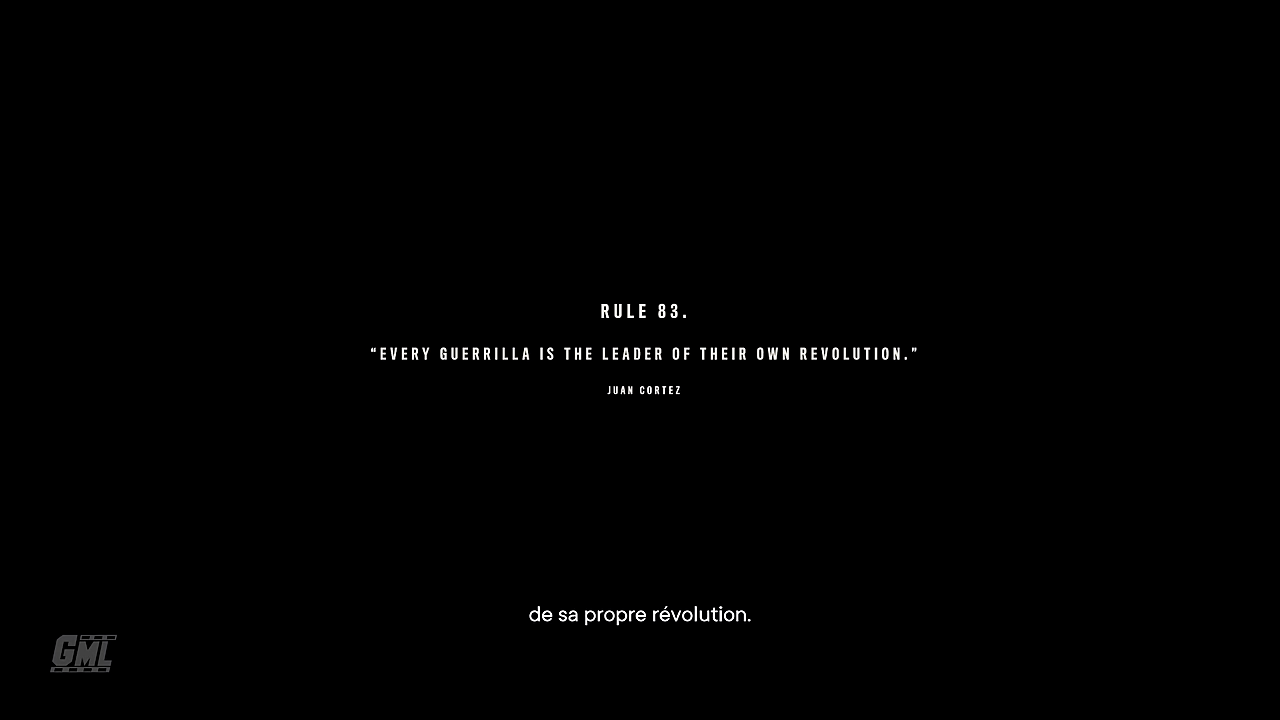 RULE 83.
“EVERY GUERRILLA IS THE LEADER OF THEIR OWN REVOLUTION.”
JUAN CORTEZ
de sa propre révolution.
GML